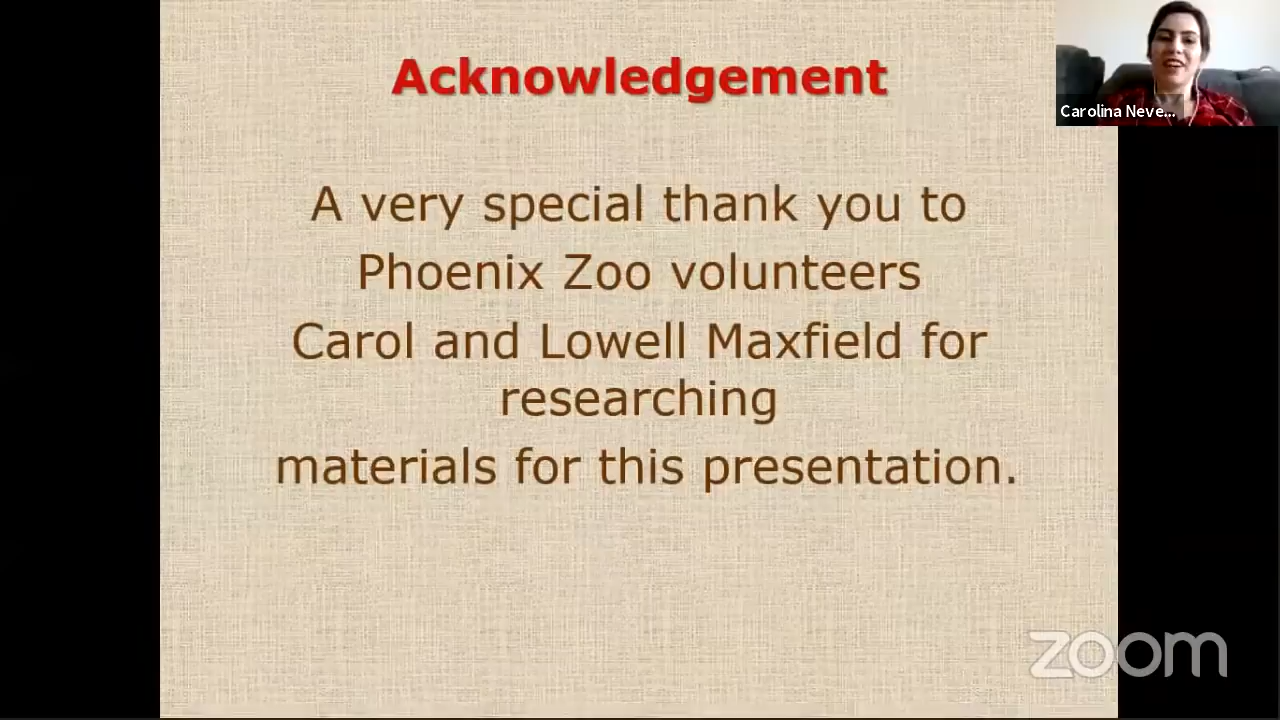 Acknowledgement
Carolina Neve...
A very special thank you to
Phoenix Zoo volunteers
Carol and Lowell Maxfield for
researching
materials for this presentation.
zoom